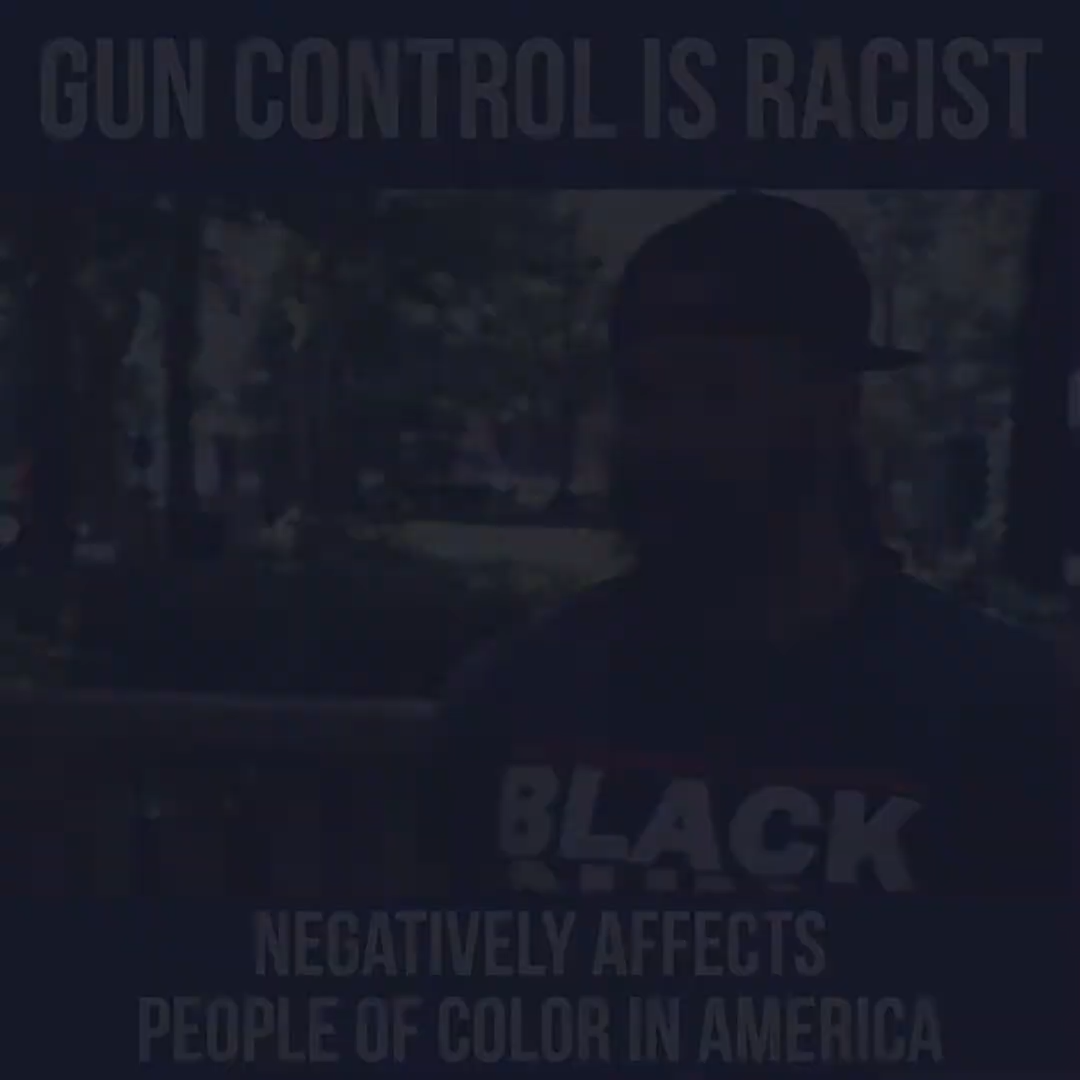 GUN CONTROL IS RACIST
BLACK
NEGATIVELY AFFECTS
PEOPLE OF COLOR IN AMERICA